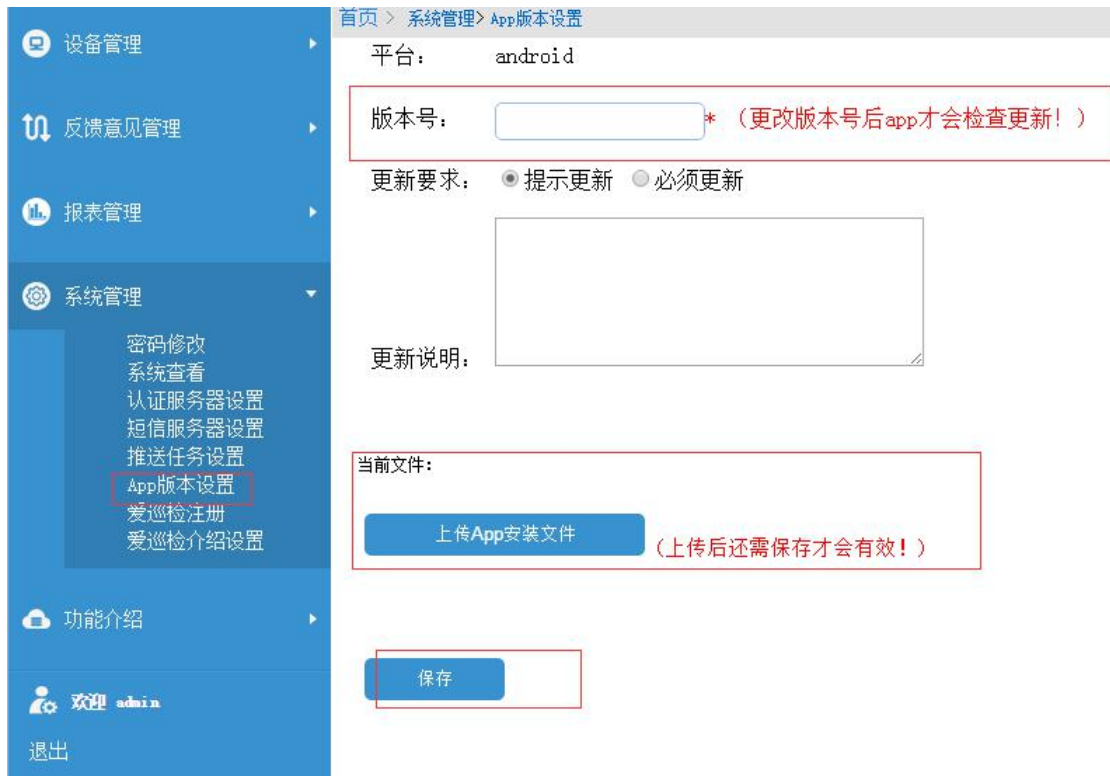 首页 > 系统管理> App版本设置
设备管理
反馈意见管理
报表管理
系统管理
密码修改
系统查看
认证服务器设置
短信服务器设置
推送任务设置
App版本设置
爱巡检注册
爱巡检介绍设置
功能介绍
欢迎 admin
退出
平台: android
版本号: * (更改版本号后app才会检查更新!)
更新要求: 提示更新 必须更新
更新说明:
当前文件:
上传App安装文件 (上传后还需保存才会有效!)
保存